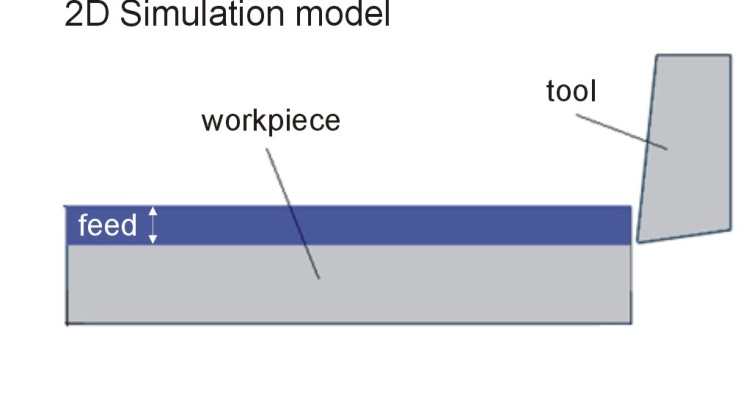 2D Simulation model
tool
workpiece
feed